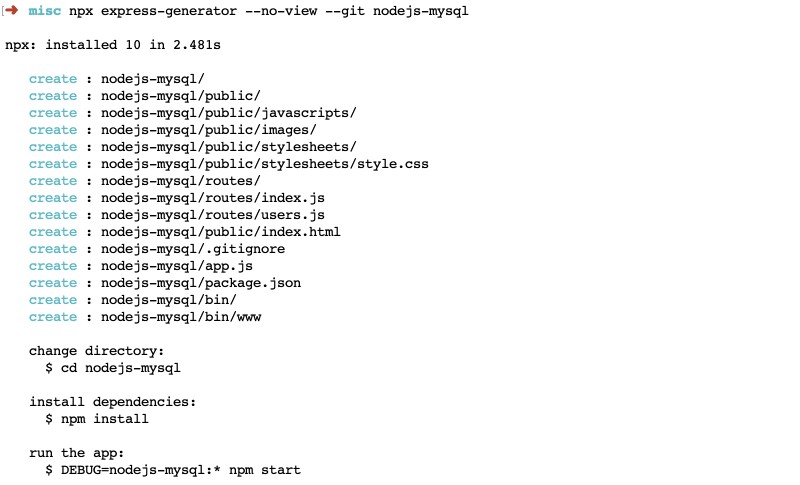 ➜ misc npx express-generator --no-view --git nodejs-mysql
npx: installed 10 in 2.481s
create : nodejs-mysql/
create : nodejs-mysql/public/
create : nodejs-mysql/public/javascripts/
create : nodejs-mysql/public/images/
create : nodejs-mysql/public/stylesheets/
create : nodejs-mysql/public/stylesheets/style.css
create : nodejs-mysql/routes/
create : nodejs-mysql/routes/index.js
create : nodejs-mysql/routes/users.js
create : nodejs-mysql/public/index.html
create : nodejs-mysql/.gitignore
create : nodejs-mysql/app.js
create : nodejs-mysql/package.json
create : nodejs-mysql/bin/
create : nodejs-mysql/bin/www
change directory:
$ cd nodejs-mysql
install dependencies:
$ npm install
run the app:
$ DEBUG=nodejs-mysql:* npm start